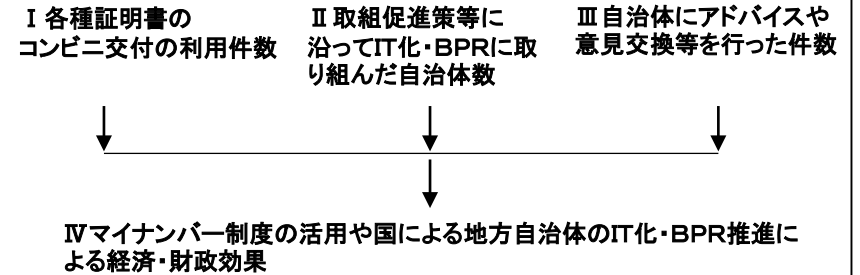 Ⅰ各種証明書の
コンビニ交付の利用件数
Ⅱ取組促進策等に
沿ってIT化・BPRに取
り組んだ自治体数
Ⅲ自治体にアドバイスや
意見交換等を行った件数
Ⅳマイナンバー制度の活用や国による地方自治体のIT化・BPR推進に
よる経済・財政効果